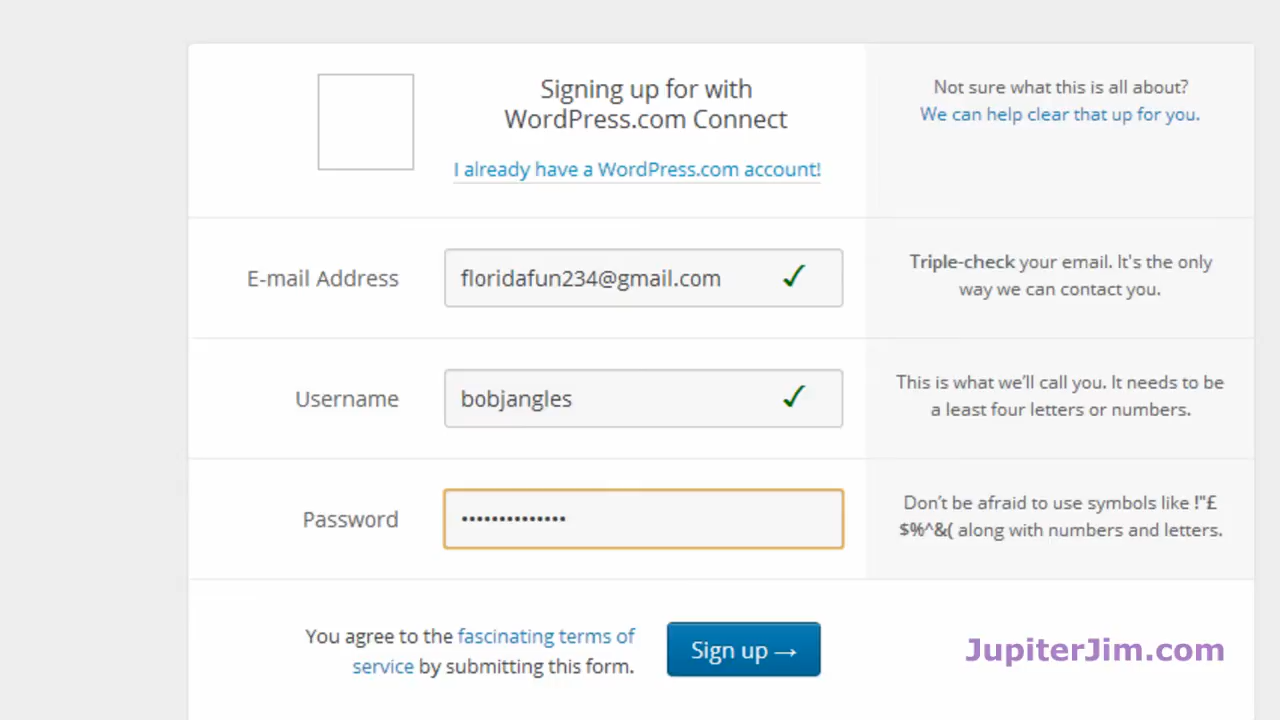 Signing up for with
WordPress.com Connect
I already have a WordPress.com account!
Not sure what this is all about?
We can help clear that up for you.
E-mail Address
floridafun234@gmail.com
Triple-check your email. It's the only
way we can contact you.
Username
bobjangles
This is what we’ll call you. It needs to be
a least four letters or numbers.
Password
••••••••••••••
Don’t be afraid to use symbols like !"£
$%^&( along with numbers and letters.
You agree to the fascinating terms of
service by submitting this form.
Sign up →
JupiterJim.com